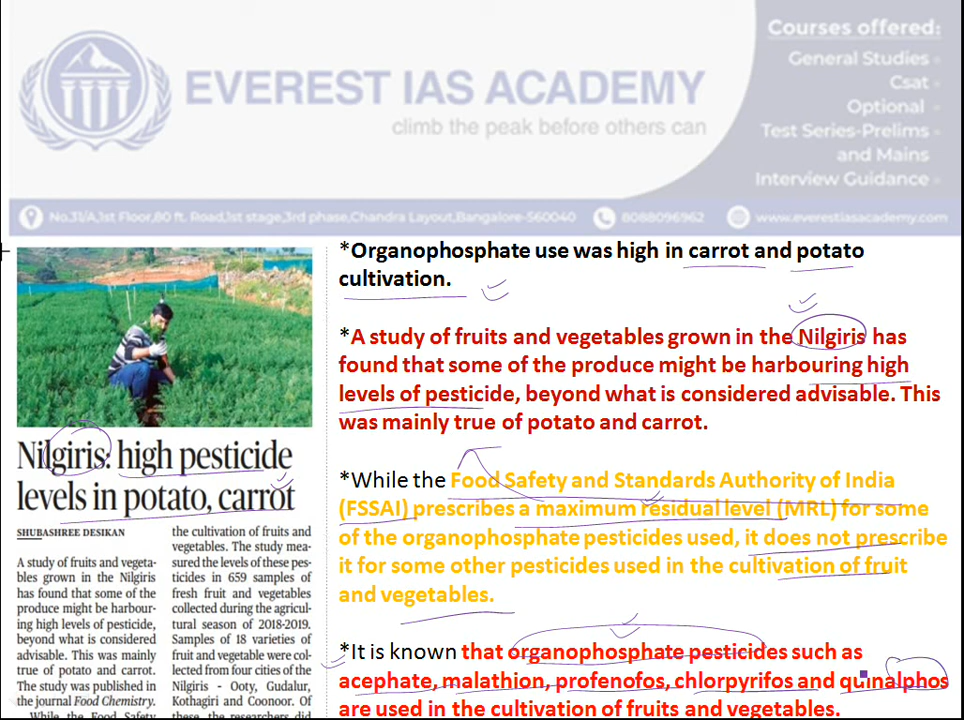 EVEREST IAS ACADEMY
climb the peak before others can
Courses offered:
General Studies
Csat
Optional
Test Series-Prelims
and Mains
Interview Guidance
No.31/A,1st Floor,80 ft. Road,1st stage,3rd phase,Chandra Layout,Bangalore-560040
8088096962
www.everestiasacademy.com
Nilgiris: high pesticide
levels in potato, carrot
SHUBASHREE DESIKAN
A study of fruits and vegeta-
bles grown in the Nilgiris
has found that some of the
produce might be harbour-
ing high levels of pesticide,
beyond what is considered
advisable. This was mainly
true of potato and carrot.
The study was published in
the journal Food Chemistry.
While the Food Safety
the cultivation of fruits and
vegetables. The study mea-
sured the levels of these pes-
ticides in 659 samples of
fresh fruit and vegetables
collected during the agricul-
tural season of 2018-2019.
Samples of 18 varieties of
fruit and vegetable were col-
lected from four cities of the
Nilgiris - Ooty, Gudalur,
Kothagiri and Coonoor. Of
these, the researchers did
*Organophosphate use was high in carrot and potato
cultivation.
*A study of fruits and vegetables grown in the Nilgiris has
found that some of the produce might be harbouring high
levels of pesticide, beyond what is considered advisable. This
was mainly true of potato and carrot.
*While the Food Safety and Standards Authority of India
(FSSAI) prescribes a maximum residual level (MRL) for some
of the organophosphate pesticides used, it does not prescribe
it for some other pesticides used in the cultivation of fruit
and vegetables.
*It is known that organophosphate pesticides such as
acephate, malathion, profenofos, chlorpyrifos and quinalphos
are used in the cultivation of fruits and vegetables.